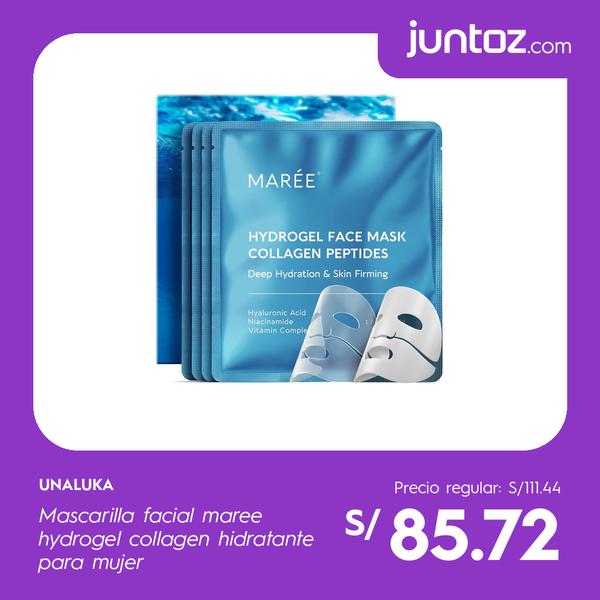 juntoz.com
MARÉE®
HYDROGEL FACE MASK
COLLAGEN PEPTIDES
Deep Hydration & Skin Firming
Hyaluronic Acid
Niacinamide
Vitamin
UNALUKA
Mascarilla facial maree
hydrogel collagen hidratante
para mujer
Precio regular: S/111.44
S/85.72